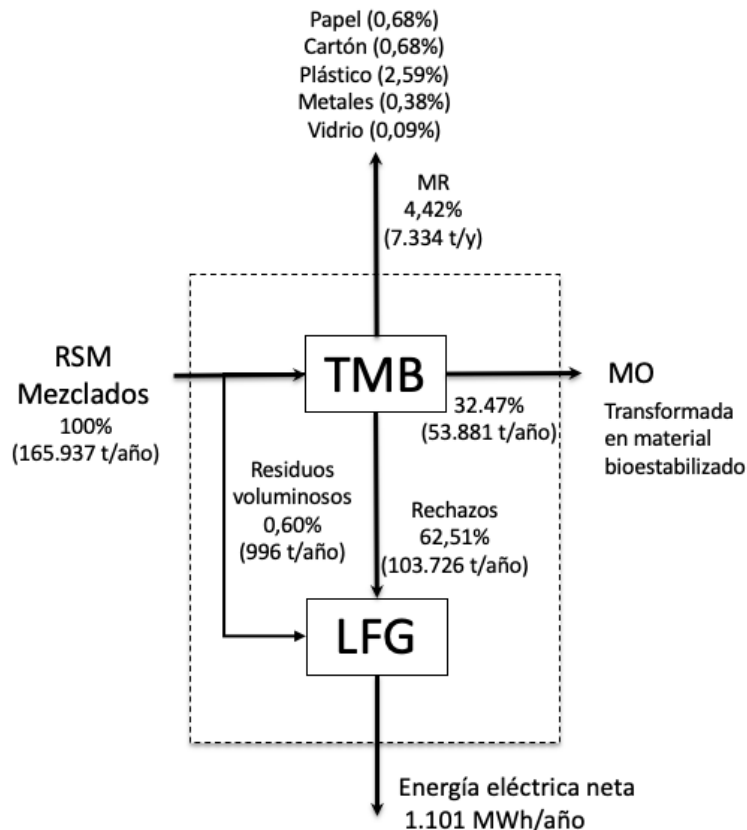 Papel (0,68%)
Cartón (0,68%)
Plástico (2,59%)
Metales (0,38%)
Vidrio (0,09%)
MR
4,42%
(7.334 t/y)
RSM
Mezclados
100%
(165.937 t/año)
TMB
MO
Transformada
en material
bioestabilizado
32.47%
(53.881 t/año)
Residuos
voluminosos
0,60%
(996 t/año)
Rechazos
62,51%
(103.726 t/año)
LFG
Energía eléctrica neta
1.101 MWh/año